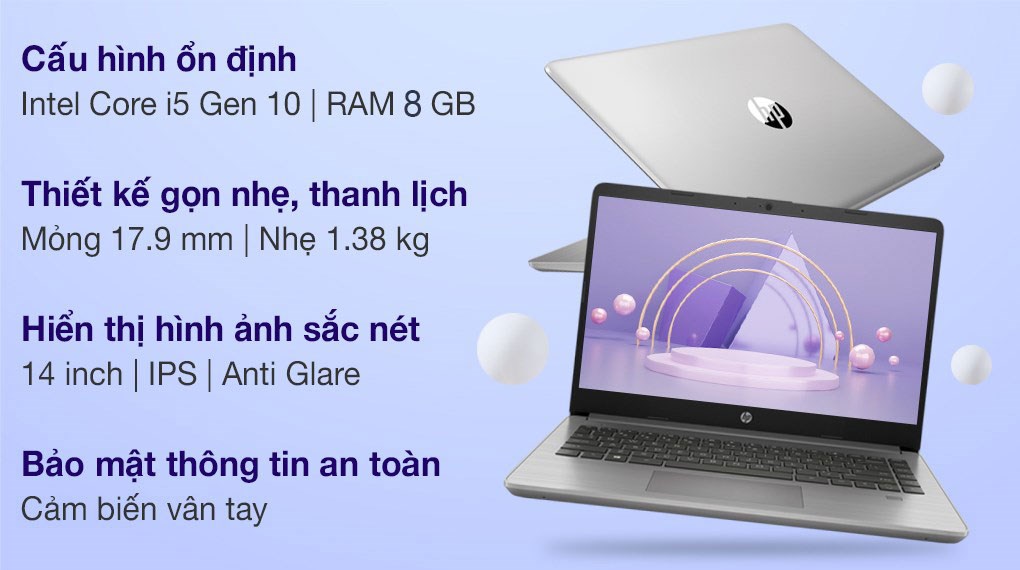 Cấu hình ổn định
Intel Core i5 Gen 10 | RAM 8 GB
Thiết kế gọn nhẹ, thanh lịch
Mỏng 17.9 mm | Nhẹ 1.38 kg
Hiển thị hình ảnh sắc nét
14 inch | IPS | Anti Glare
Bảo mật thông tin an toàn
Cảm biến vân tay
hp
hp